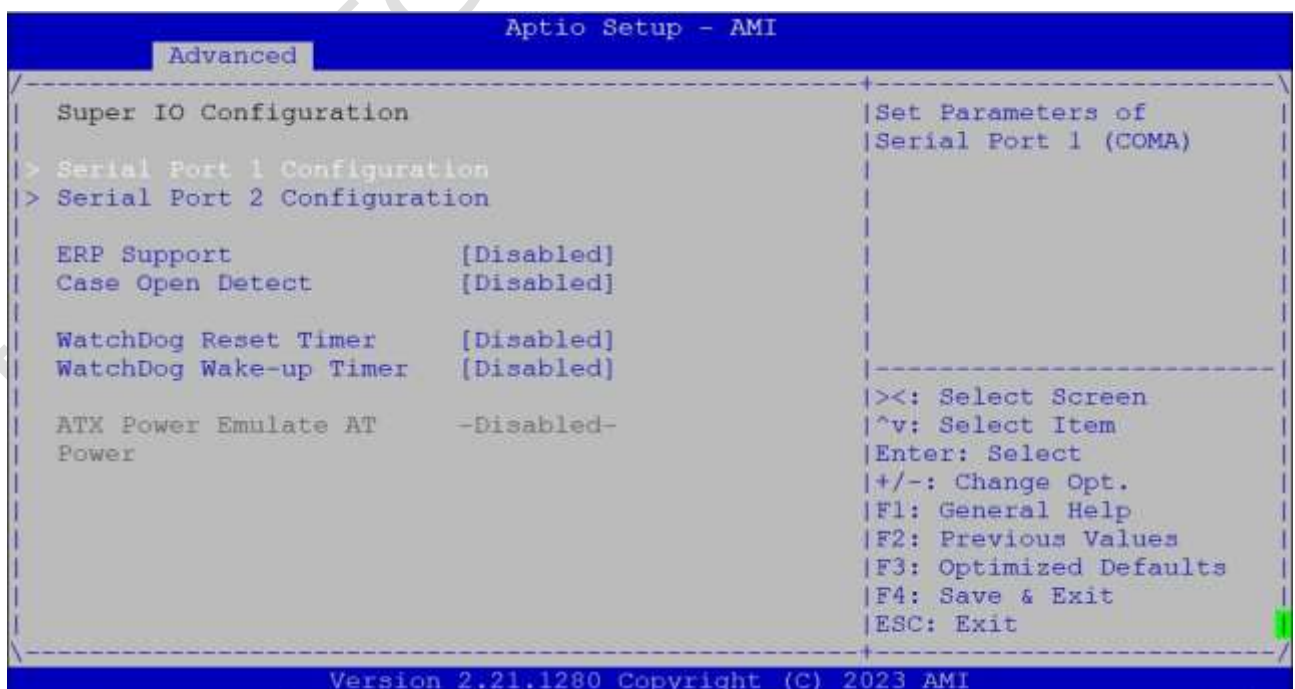 Aptio Setup - AMI
Advanced
Super IO Configuration
> Serial Port 1 Configuration
> Serial Port 2 Configuration
ERP Support [Disabled]
Case Open Detect [Disabled]
WatchDog Reset Timer [Disabled]
WatchDog Wake-up Timer [Disabled]
ATX Power Emulate AT -Disabled-
Power
Set Parameters of
Serial Port 1 (COMA)
><: Select Screen
^v: Select Item
Enter: Select
+/-: Change Opt.
F1: General Help
F2: Previous Values
F3: Optimized Defaults
F4: Save & Exit
ESC: Exit
Version 2.21.1280 Copyright (C) 2023 AMI